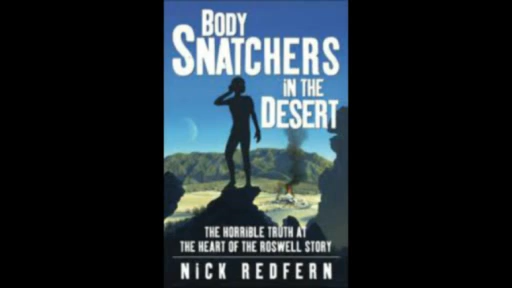 BODY
SNATCHERS
IN THE
DESERT
THE HORRIBLE TRUTH AT
THE HEART OF THE ROSWELL STORY
NICK REDFERN